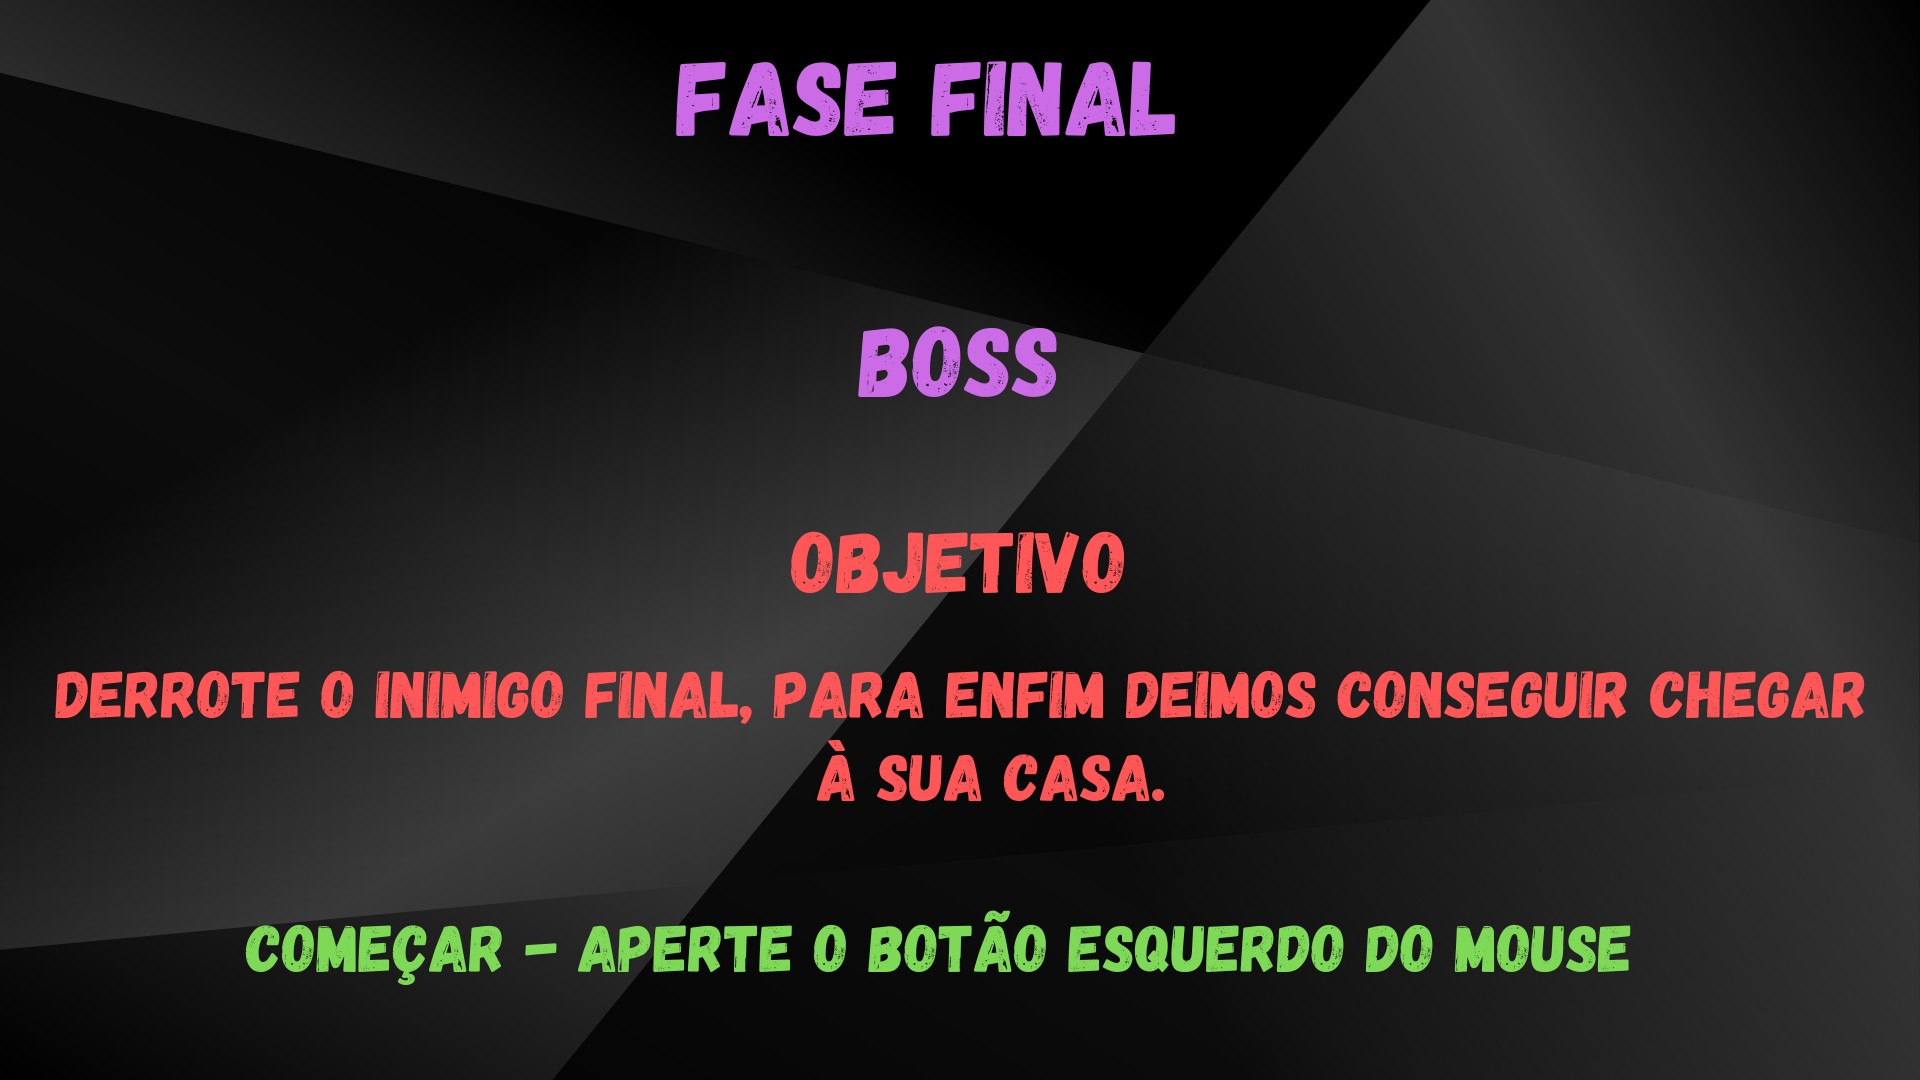 FASE FINAL
BOSS
OBJETIVO
DERROTE O INIMIGO FINAL, PARA ENFIM DEIMOS CONSEGUIR CHEGAR
À SUA CASA.
COMEÇAR - APERTE O BOTÃO ESQUERDO DO MOUSE